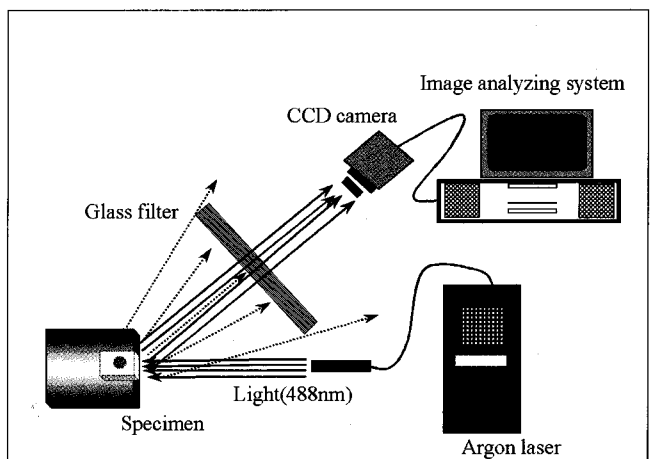 Image analyzing system
CCD camera
Glass filter
Light(488nm)
Specimen
Argon laser